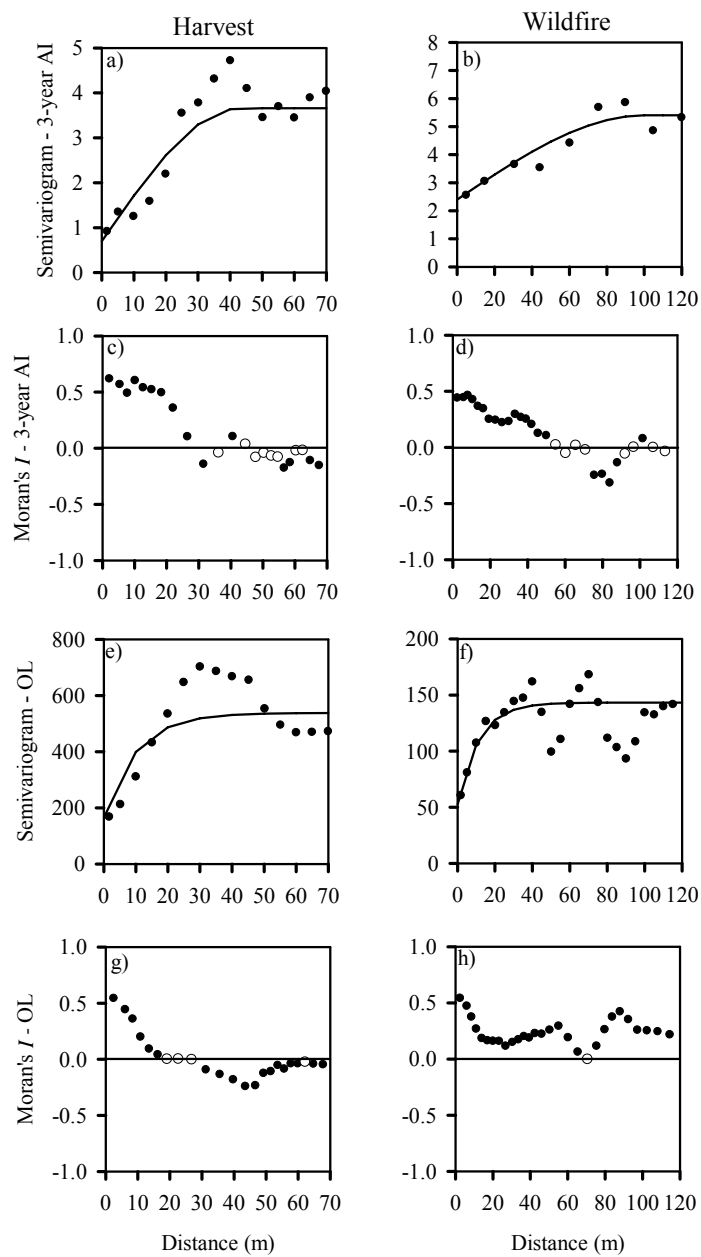 Harvest Wildfire
a) b)
Semivariogram - 3-year AI
5
4
3
2
1
0
8
7
6
5
4
3
2
1
0
0 10 20 30 40 50 60 70
0 20 40 60 80 100 120
c) d)
Moran's I - 3-year AI
1.0
0.5
0.0
-0.5
-1.0
1.0
0.5
0.0
-0.5
-1.0
0 10 20 30 40 50 60 70
0 20 40 60 80 100 120
e) f)
Semivariogram - OL
800
600
400
200
0
200
150
100
50
0
0 10 20 30 40 50 60 70
0 20 40 60 80 100 120
g) h)
Moran's I - OL
1.0
0.5
0.0
-0.5
-1.0
1.0
0.5
0.0
-0.5
-1.0
0 10 20 30 40 50 60 70
0 20 40 60 80 100 120
Distance (m) Distance (m)